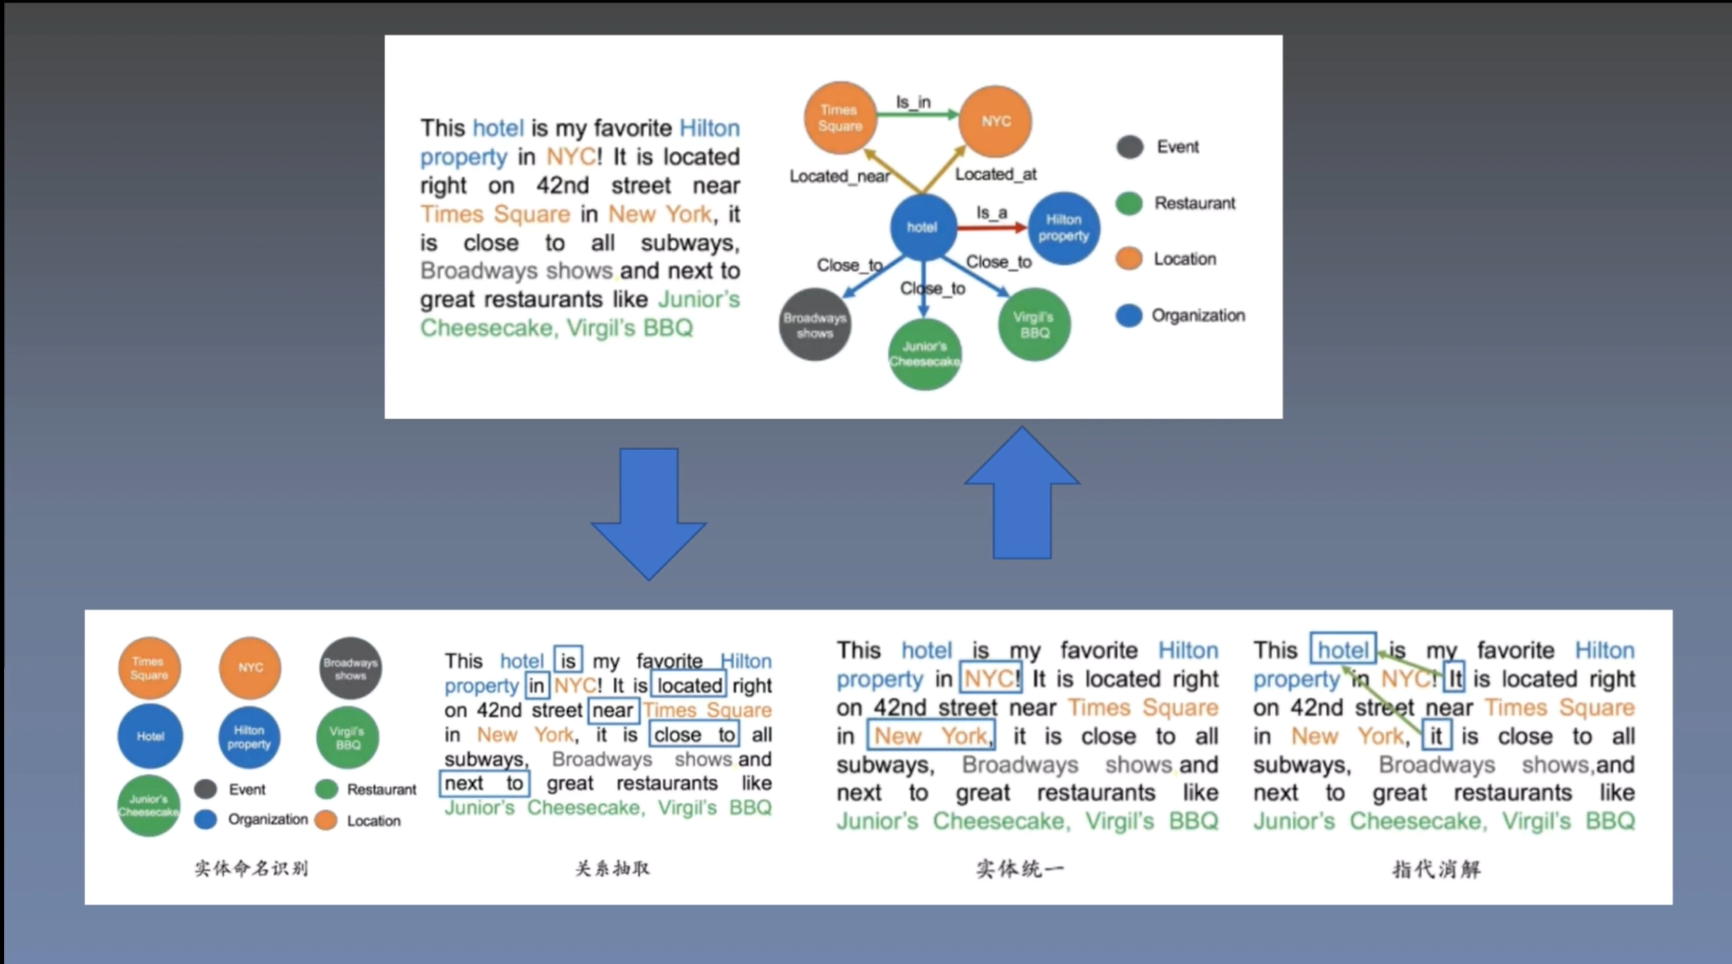 This hotel is my favorite Hilton
property in NYC! It is located
right on 42nd street near
Times Square in New York, it
is close to all subways,
Broadways shows and next to
great restaurants like Junior's
Cheesecake, Virgil's BBQ
Times
Square
Is_in
NYC
Located_near
Located_at
hotel
Is_a
Hilton
property
Close_to
Close_to
Close_to
Broadways
shows
Junior's
Cheesecake
Virgil's
BBQ
Event
Restaurant
Location
Organization
Times
Square
NYC
Broadways
shows
Hotel
Hilton
property
Virgil's
BBQ
Junior's
Cheesecake
Event
Restaurant
Organization
Location
实体命名识别
This hotel is my favorite Hilton
property in NYC! It is located right
on 42nd street near Times Square
in New York, it is close to all
subways, Broadways shows and
next to great restaurants like
Junior's Cheesecake, Virgil's BBQ
关系抽取
This hotel is my favorite Hilton
property in NYC! It is located right
on 42nd street near Times Square
in New York, it is close to all
subways, Broadways shows and
next to great restaurants like
Junior's Cheesecake, Virgil's BBQ
实体统一
This hotel is my favorite Hilton
property in NYC! It is located right
on 42nd street near Times Square
in New York, it is close to all
subways, Broadways shows,and
next to great restaurants like
Junior's Cheesecake, Virgil's BBQ
指代消解